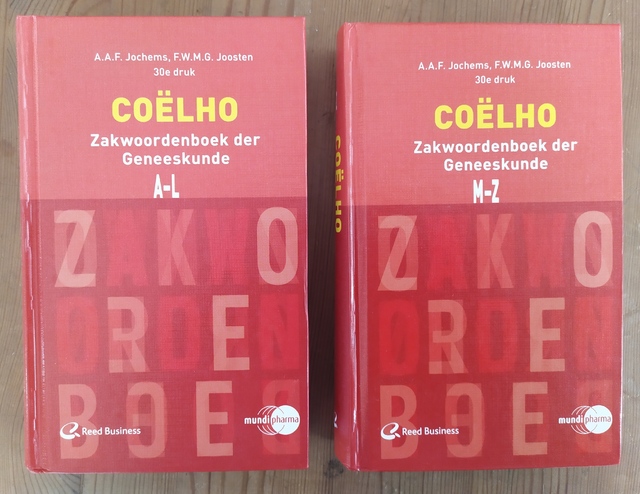 A.A.F. Jochems, F.W.M.G. Joosten
30e druk
COËLHO
Zakwoordenboek der
Geneeskunde
A-L
ZAKWO
ORDEN
BOE
Reed Business
mundipharma
COËLHO
A.A.F. Jochems, F.W.M.G. Joosten
30e druk
COËLHO
Zakwoordenboek der
Geneeskunde
M-Z
ZAKWO
ORDEN
BOE
Reed Business
mundipharma